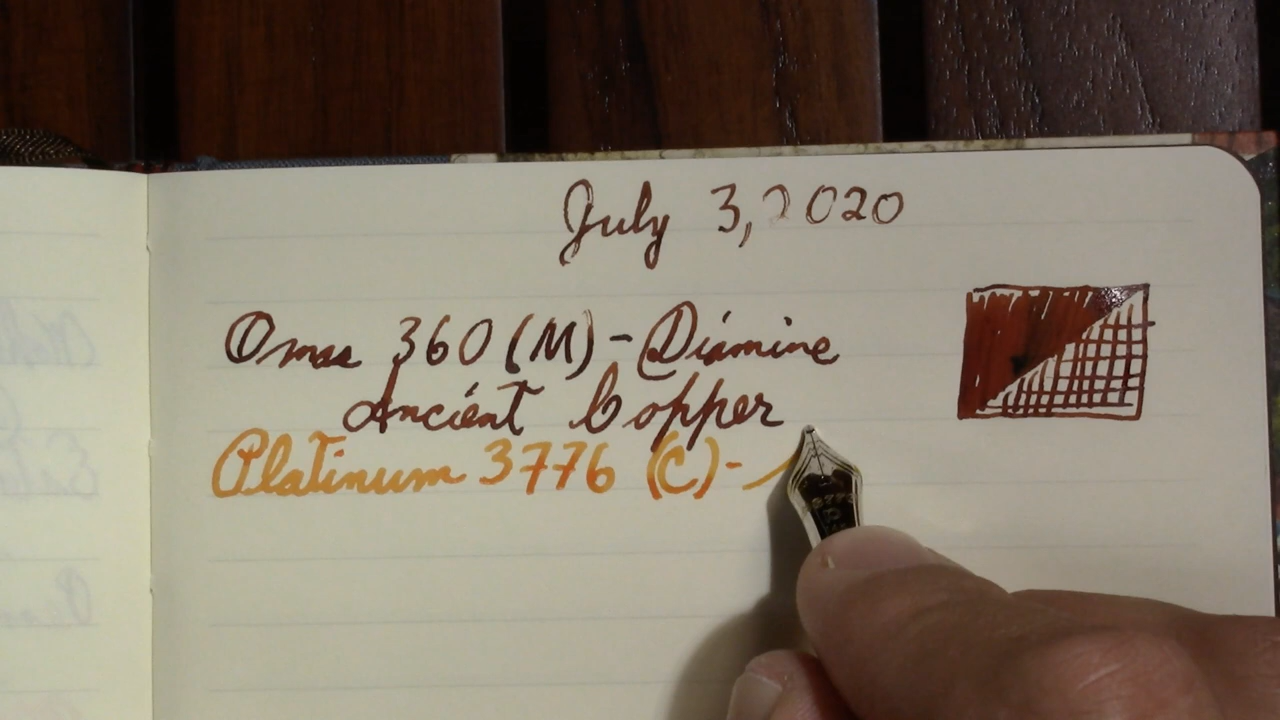 July 3, 2020
Omas 360 (M) - Diamine
Ancient Copper
Platinum 3776 (C) -